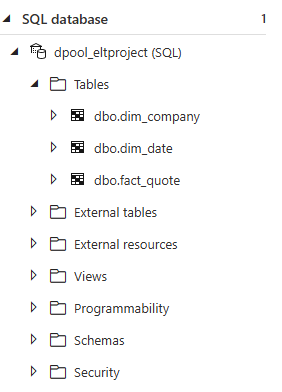 SQL database 1
dpool_eltproject (SQL)
Tables
dbo.dim_company
dbo.dim_date
dbo.fact_quote
External tables
External resources
Views
Programmability
Schemas
Security